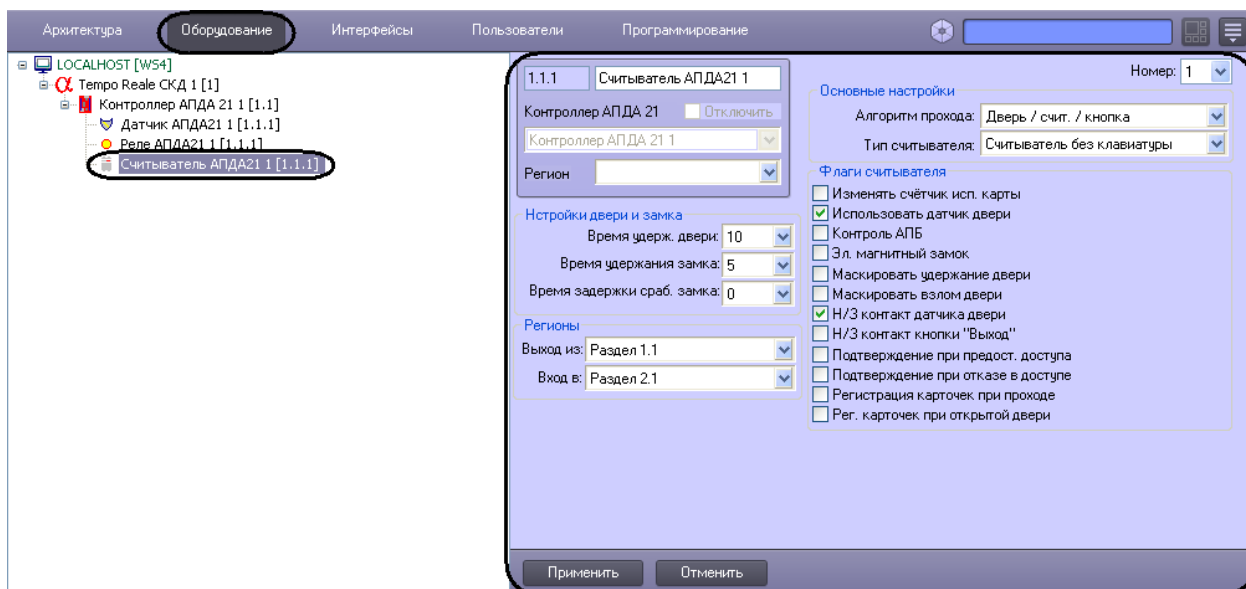 Архитектура Оборудование Интерфейсы Пользователи Программирование
LOCALHOST [WS4]
Tempo Reale СКД 1 [1]
Контроллер АПДА 21 1 [1.1]
Датчик АПДА21 1 [1.1.1]
Реле АПДА21 1 [1.1.1]
Считыватель АПДА21 1 [1.1.1]
1.1.1 Считыватель АПДА21 1
Контроллер АПДА 21 Отключить
Контроллер АПДА 21 1
Регион
Нстройки двери и замка
Время удерж. двери: 10
Время удержания замка: 5
Время задержки сраб. замка: 0
Регионы
Выход из: Раздел 1.1
Вход в: Раздел 2.1
Номер: 1
Основные настройки
Алгоритм прохода: Дверь / счит. / кнопка
Тип считывателя: Считыватель без клавиатуры
Флаги считывателя
Изменять счётчик исп. карты
Использовать датчик двери
Контроль АПБ
Эл. магнитный замок
Маскировать удержание двери
Маскировать взлом двери
Н/З контакт датчика двери
Н/З контакт кнопки "Выход"
Подтверждение при предост. доступа
Подтверждение при отказе в доступе
Регистрация карточек при проходе
Рег. карточек при открытой двери
Применить Отменить